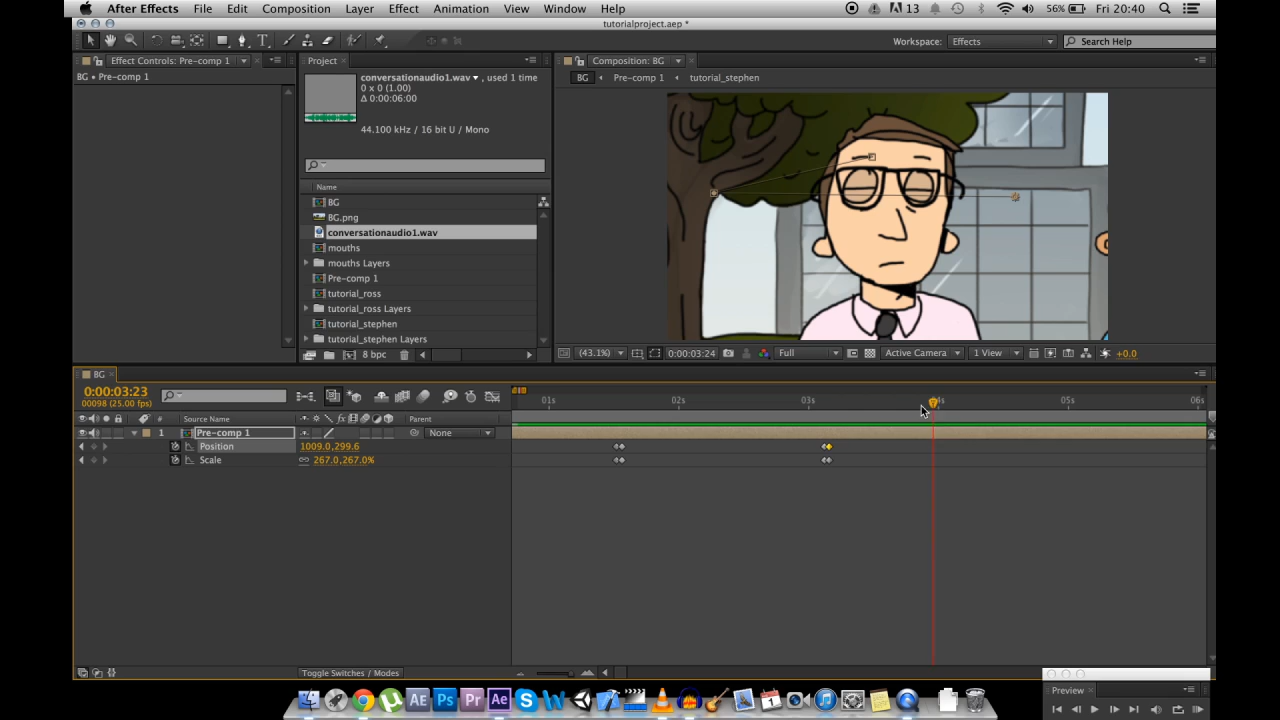 After Effects File Edit Composition Layer Effect Animation View Window Help 13 56% Fri 20:40
tutorialproject.aep *
Workspace: Effects Search Help
Effect Controls: Pre-comp 1 Project Composition: BG
BG • Pre-comp 1
conversationaudio1.wav ▾ , used 1 time
0 x 0 (1.00)
Δ 0:00:06:00
44.100 kHz / 16 bit U / Mono
BG Pre-comp 1 tutorial_stephen
Name
BG
BG.png
conversationaudio1.wav
mouths
mouths Layers
Pre-comp 1
tutorial_ross
tutorial_ross Layers
tutorial_stephen
tutorial_stephen Layers
8 bpc
(43.1%) 0:00:03:24 Full Active Camera 1 View +0.0
BG
0:00:03:23
00098 (25.00 fps)
01s 02s 03s 4s 05s 06s
# Source Name Parent
1 Pre-comp 1 None
Position 1009.0,299.6
Scale 267.0,267.0%
Toggle Switches / Modes
Preview
AE Ps Pr Ae